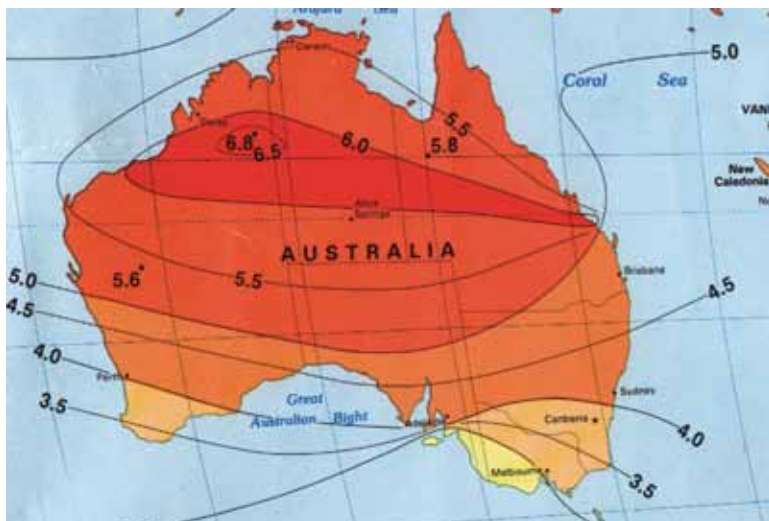 Arafura Sea
Darwin
5.0
Coral Sea
5.5
Derby
6.8
6.5
6.0
5.8
New
Caledonia
Alice
Springs
AUSTRALIA
5.6
5.5
5.0
4.5
Brisbane
4.5
4.0
Perth
3.5
Great
Australian Bight
Sydney
Canberra
4.0
3.5
Melbourne